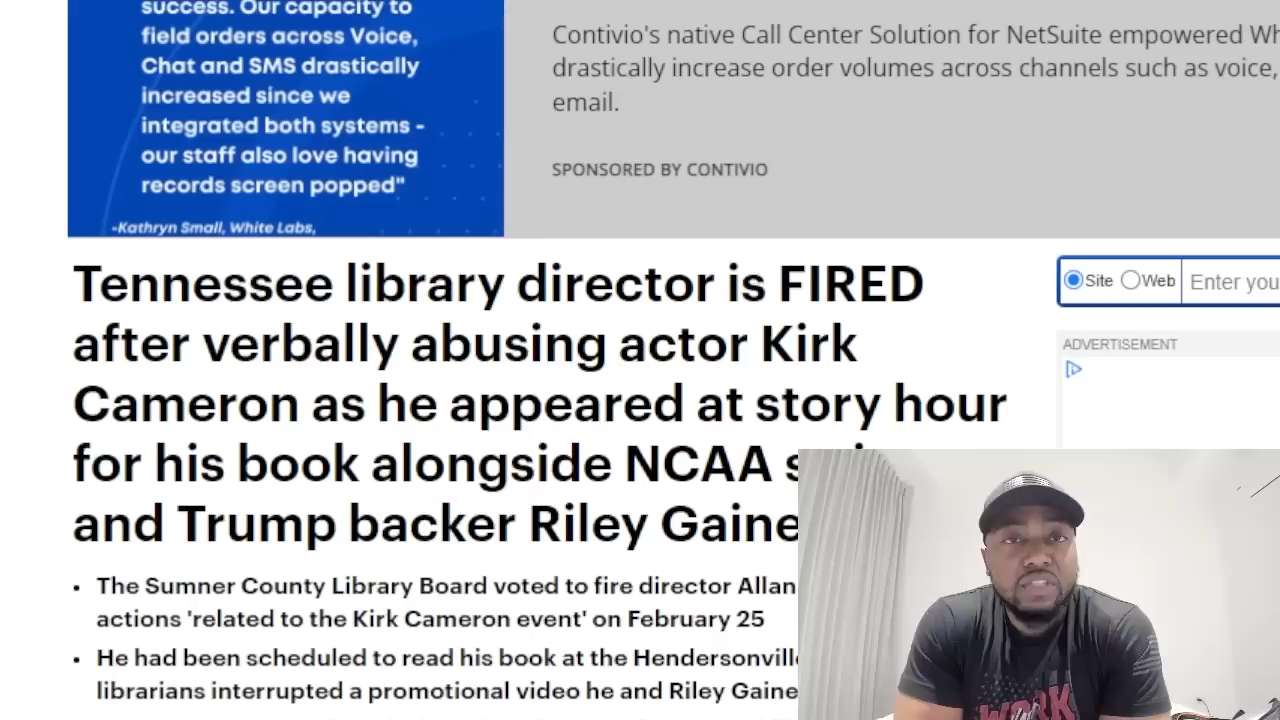 success. Our capacity to
field orders across Voice,
Chat and SMS drastically
increased since we
integrated both systems -
our staff also love having
records screen popped"
-Kathryn Small, White Labs,
Contivio's native Call Center Solution for NetSuite empowered Wh
drastically increase order volumes across channels such as voice,
email.
SPONSORED BY CONTIVIO
Tennessee library director is FIRED
after verbally abusing actor Kirk
Cameron as he appeared at story hour
for his book alongside NCAA
and Trump backer Riley Gaine
The Sumner County Library Board voted to fire director Allan
actions 'related to the Kirk Cameron event' on February 25
He had been scheduled to read his book at the Hendersonville
librarians interrupted a promotional video he and Riley Gaine
Site Web Enter you
ADVERTISEMENT
WORK